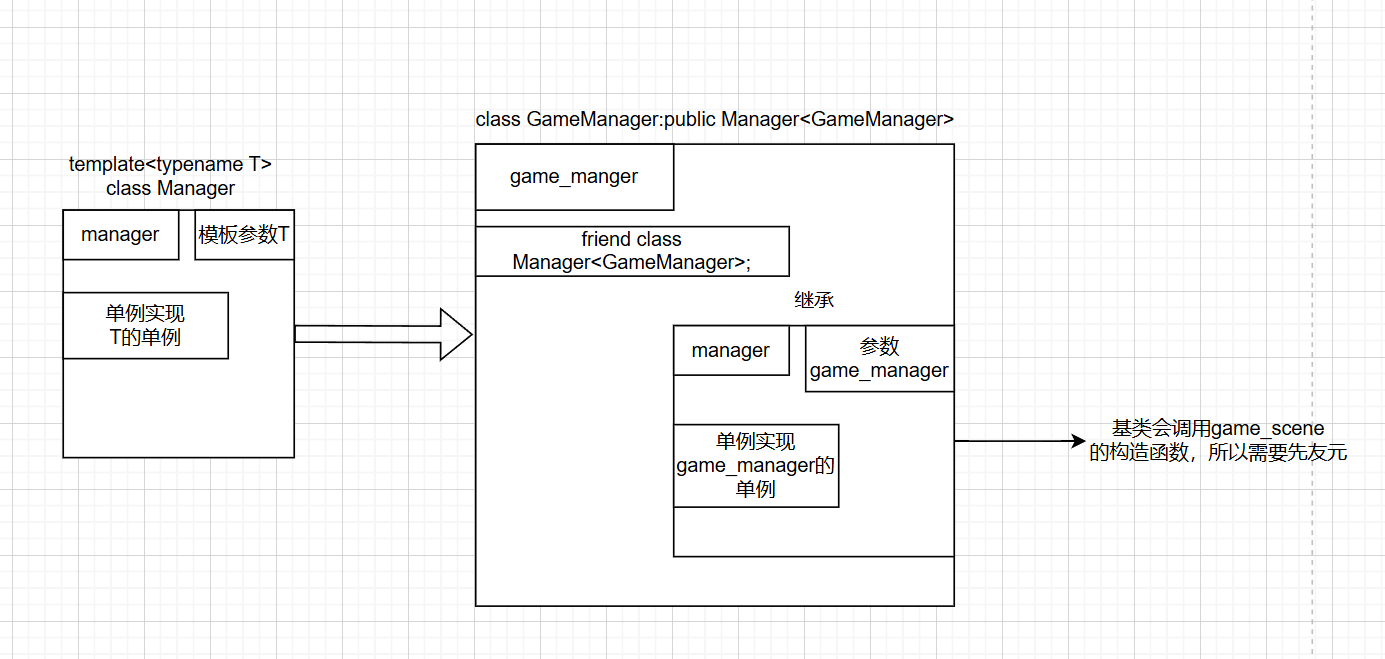 template<typename T>
class Manager
manager
模板参数T
单例实现
T的单例
class GameManager:public Manager<GameManager>
game_manger
friend class
Manager<GameManager>;
继承
manager
参数
game_manager
单例实现
game_manager的
单例
基类会调用game_scene
的构造函数，所以需要先友元